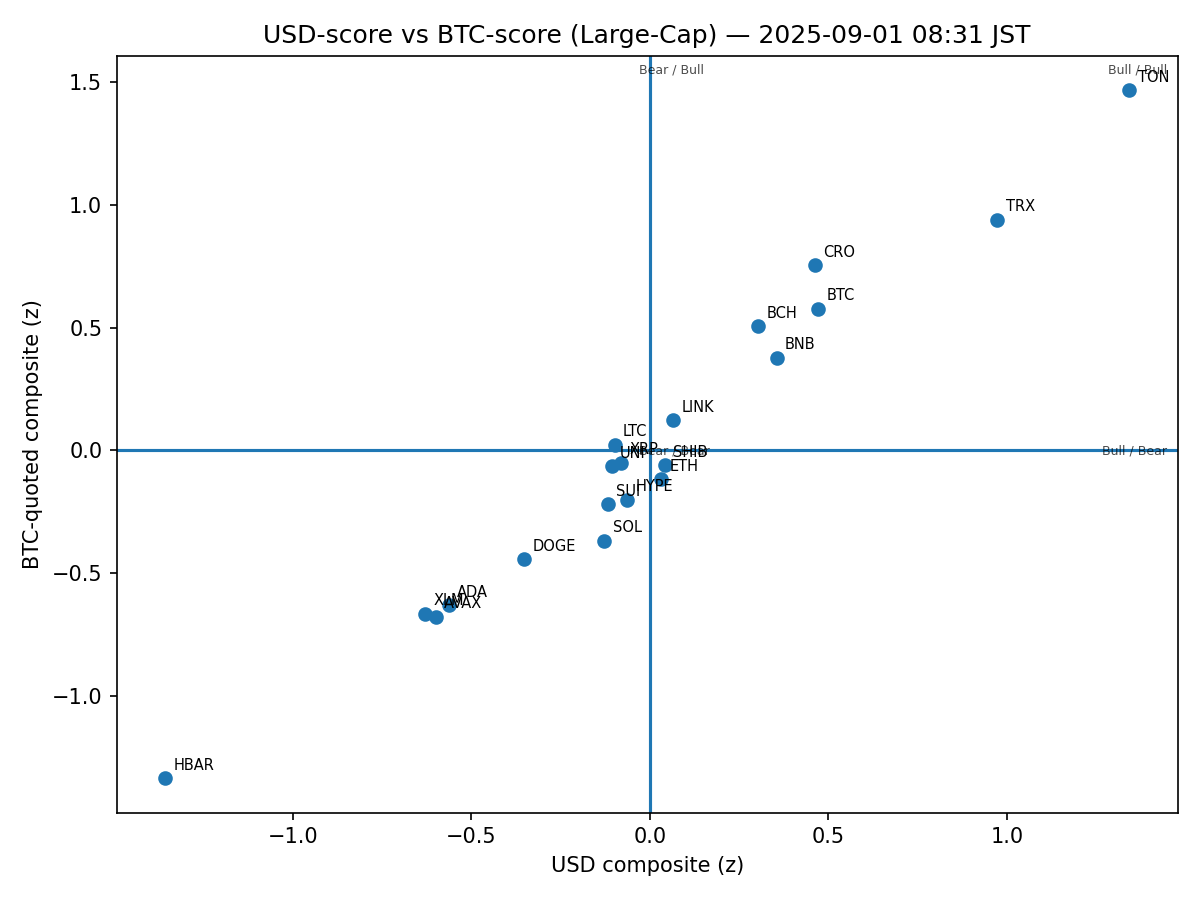 USD-score vs BTC-score (Large-Cap) — 2025-09-01 08:31 JST
Bear / Bull
Bull / Bull
TON
1.5
TRX
1.0
CRO
BTC
BCH
0.5
BNB
LINK
LTC
XRP
SHIB
UNI
Bear / Bear
Bull / Bear
0.0
ETH
HYPE
SUI
SOL
DOGE
−0.5
ADA
XLM
AVAX
−1.0
HBAR
−1.0
−0.5
0.0
0.5
1.0
USD composite (z)
BTC-quoted composite (z)